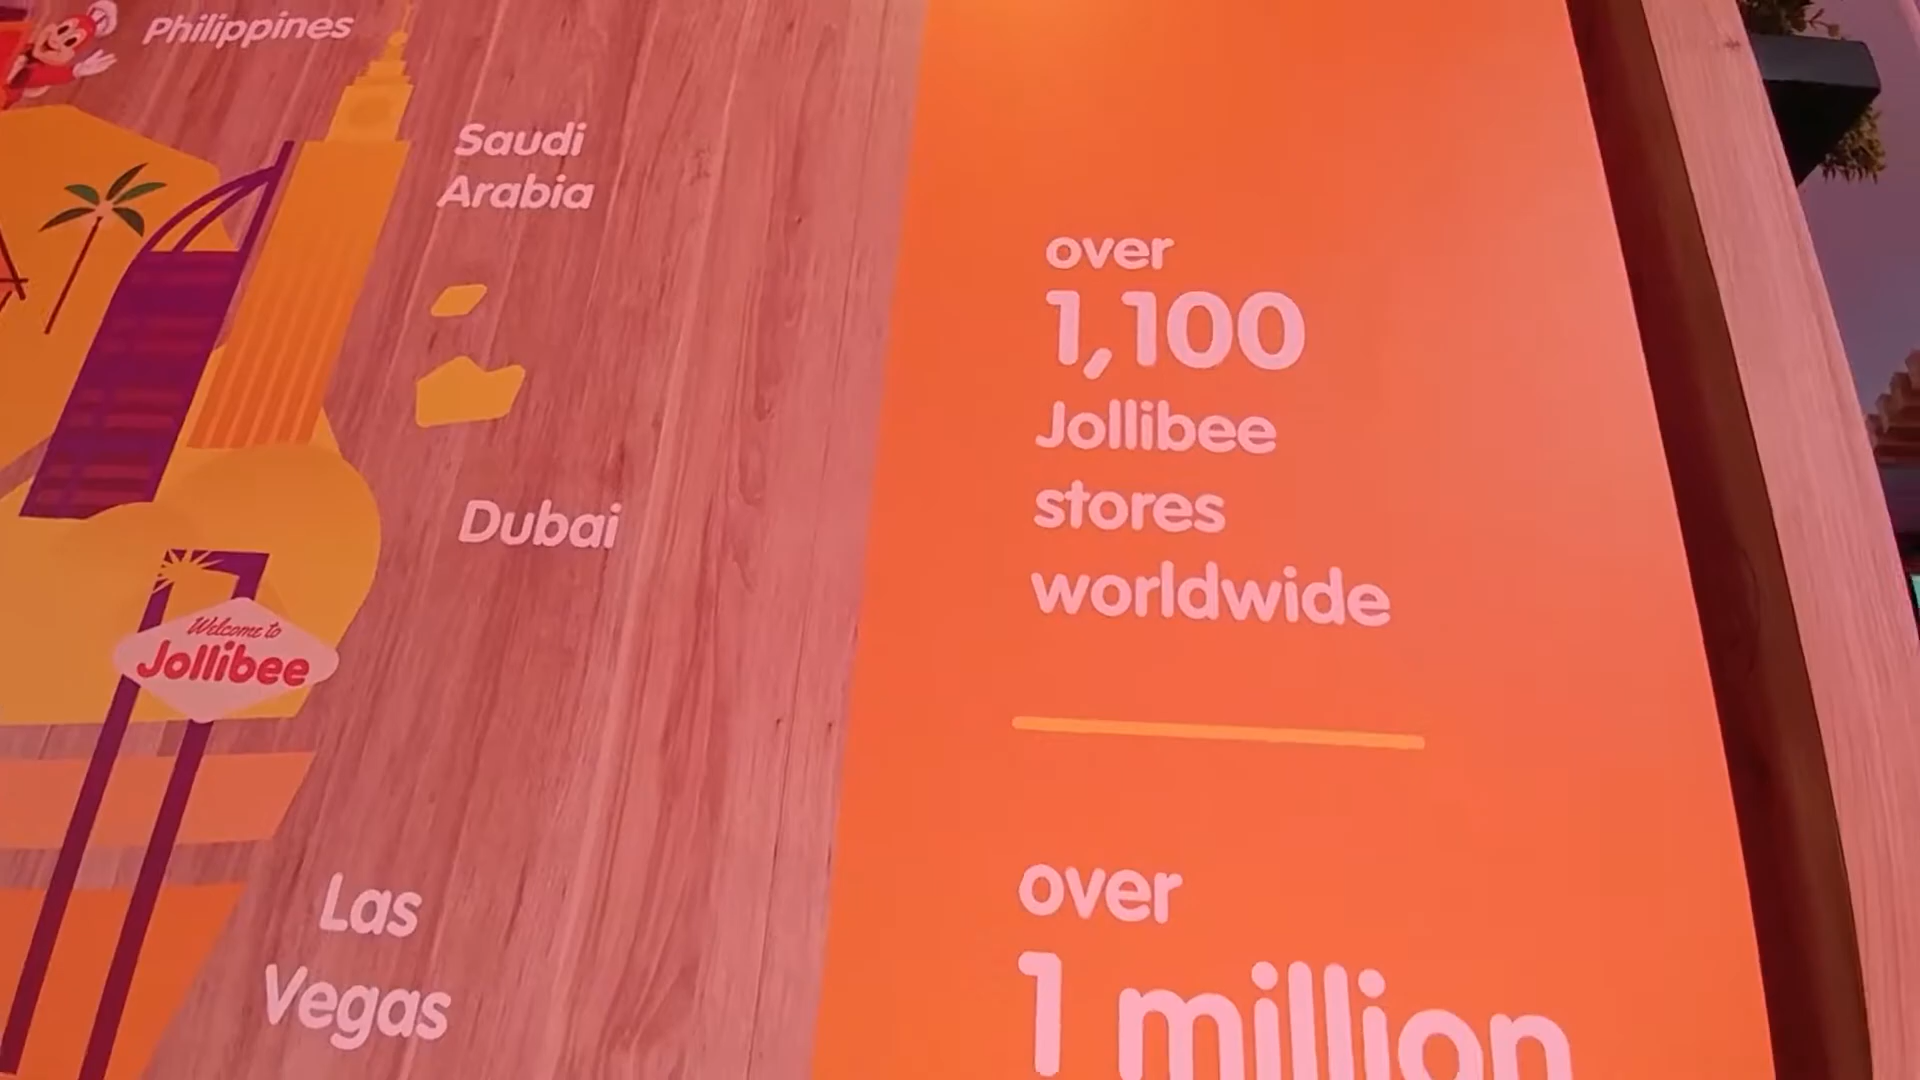 Philippines
Saudi
Arabia
Dubai
Welcome to
Jollibee
Las
Vegas
over
1,100
Jollibee
stores
worldwide
over
1 million